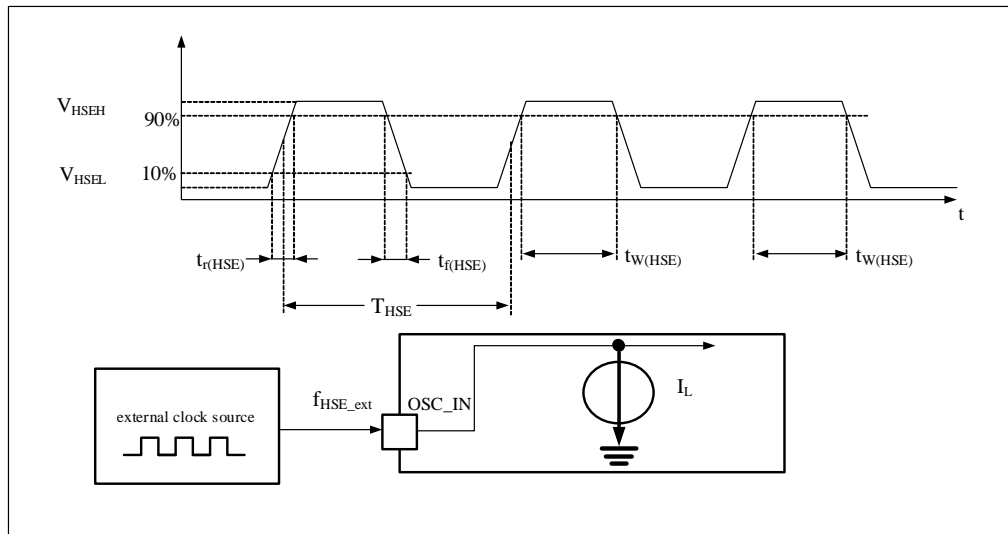 V_HSEH
90%
V_HSEL 10%
t
t_r(HSE) t_f(HSE) t_W(HSE) t_W(HSE)
T_HSE
external clock source
f_HSE_ext OSC_IN
I_L